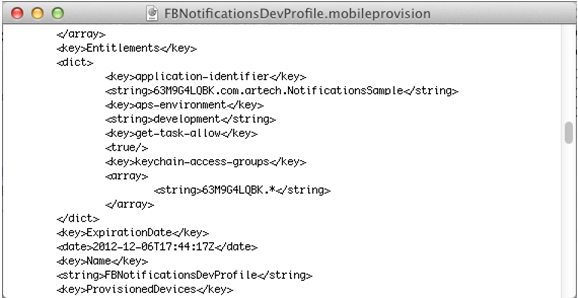 FBNotificationsDevProfile.mobileprovision
</array>
<key>Entitlements</key>
<dict>
<key>application-identifier</key>
<string>63M9G4LQBK.com.artech.NotificationsSample</string>
<key>aps-environment</key>
<string>development</string>
<key>get-task-allow</key>
<true/>
<key>keychain-access-groups</key>
<array>
<string>63M9G4LQBK.*</string>
</array>
</dict>
<key>ExpirationDate</key>
<date>2012-12-06T17:44:17Z</date>
<key>Name</key>
<string>FBNotificationsDevProfile</string>
<key>ProvisionedDevices</key>